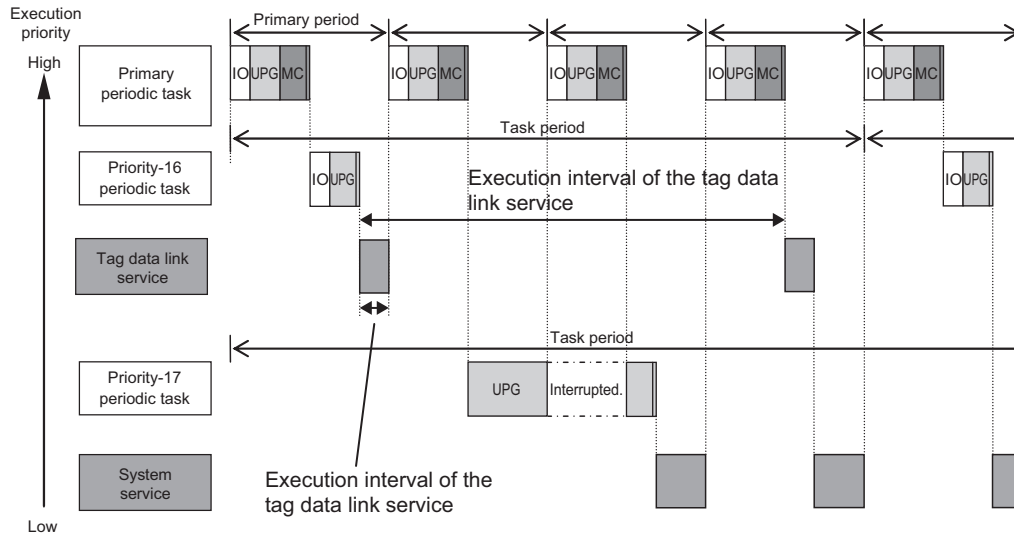 Execution
priority
High
Primary period
Primary
periodic task
IO UPG MC
IO UPG MC
IO UPG MC
IO UPG MC
IO UPG MC
Task period
Priority-16
periodic task
IO UPG
Execution interval of the tag data
link service
IO UPG
Tag data link
service
Task period
Priority-17
periodic task
UPG
Interrupted.
Execution interval of the
tag data link service
System
service
Low